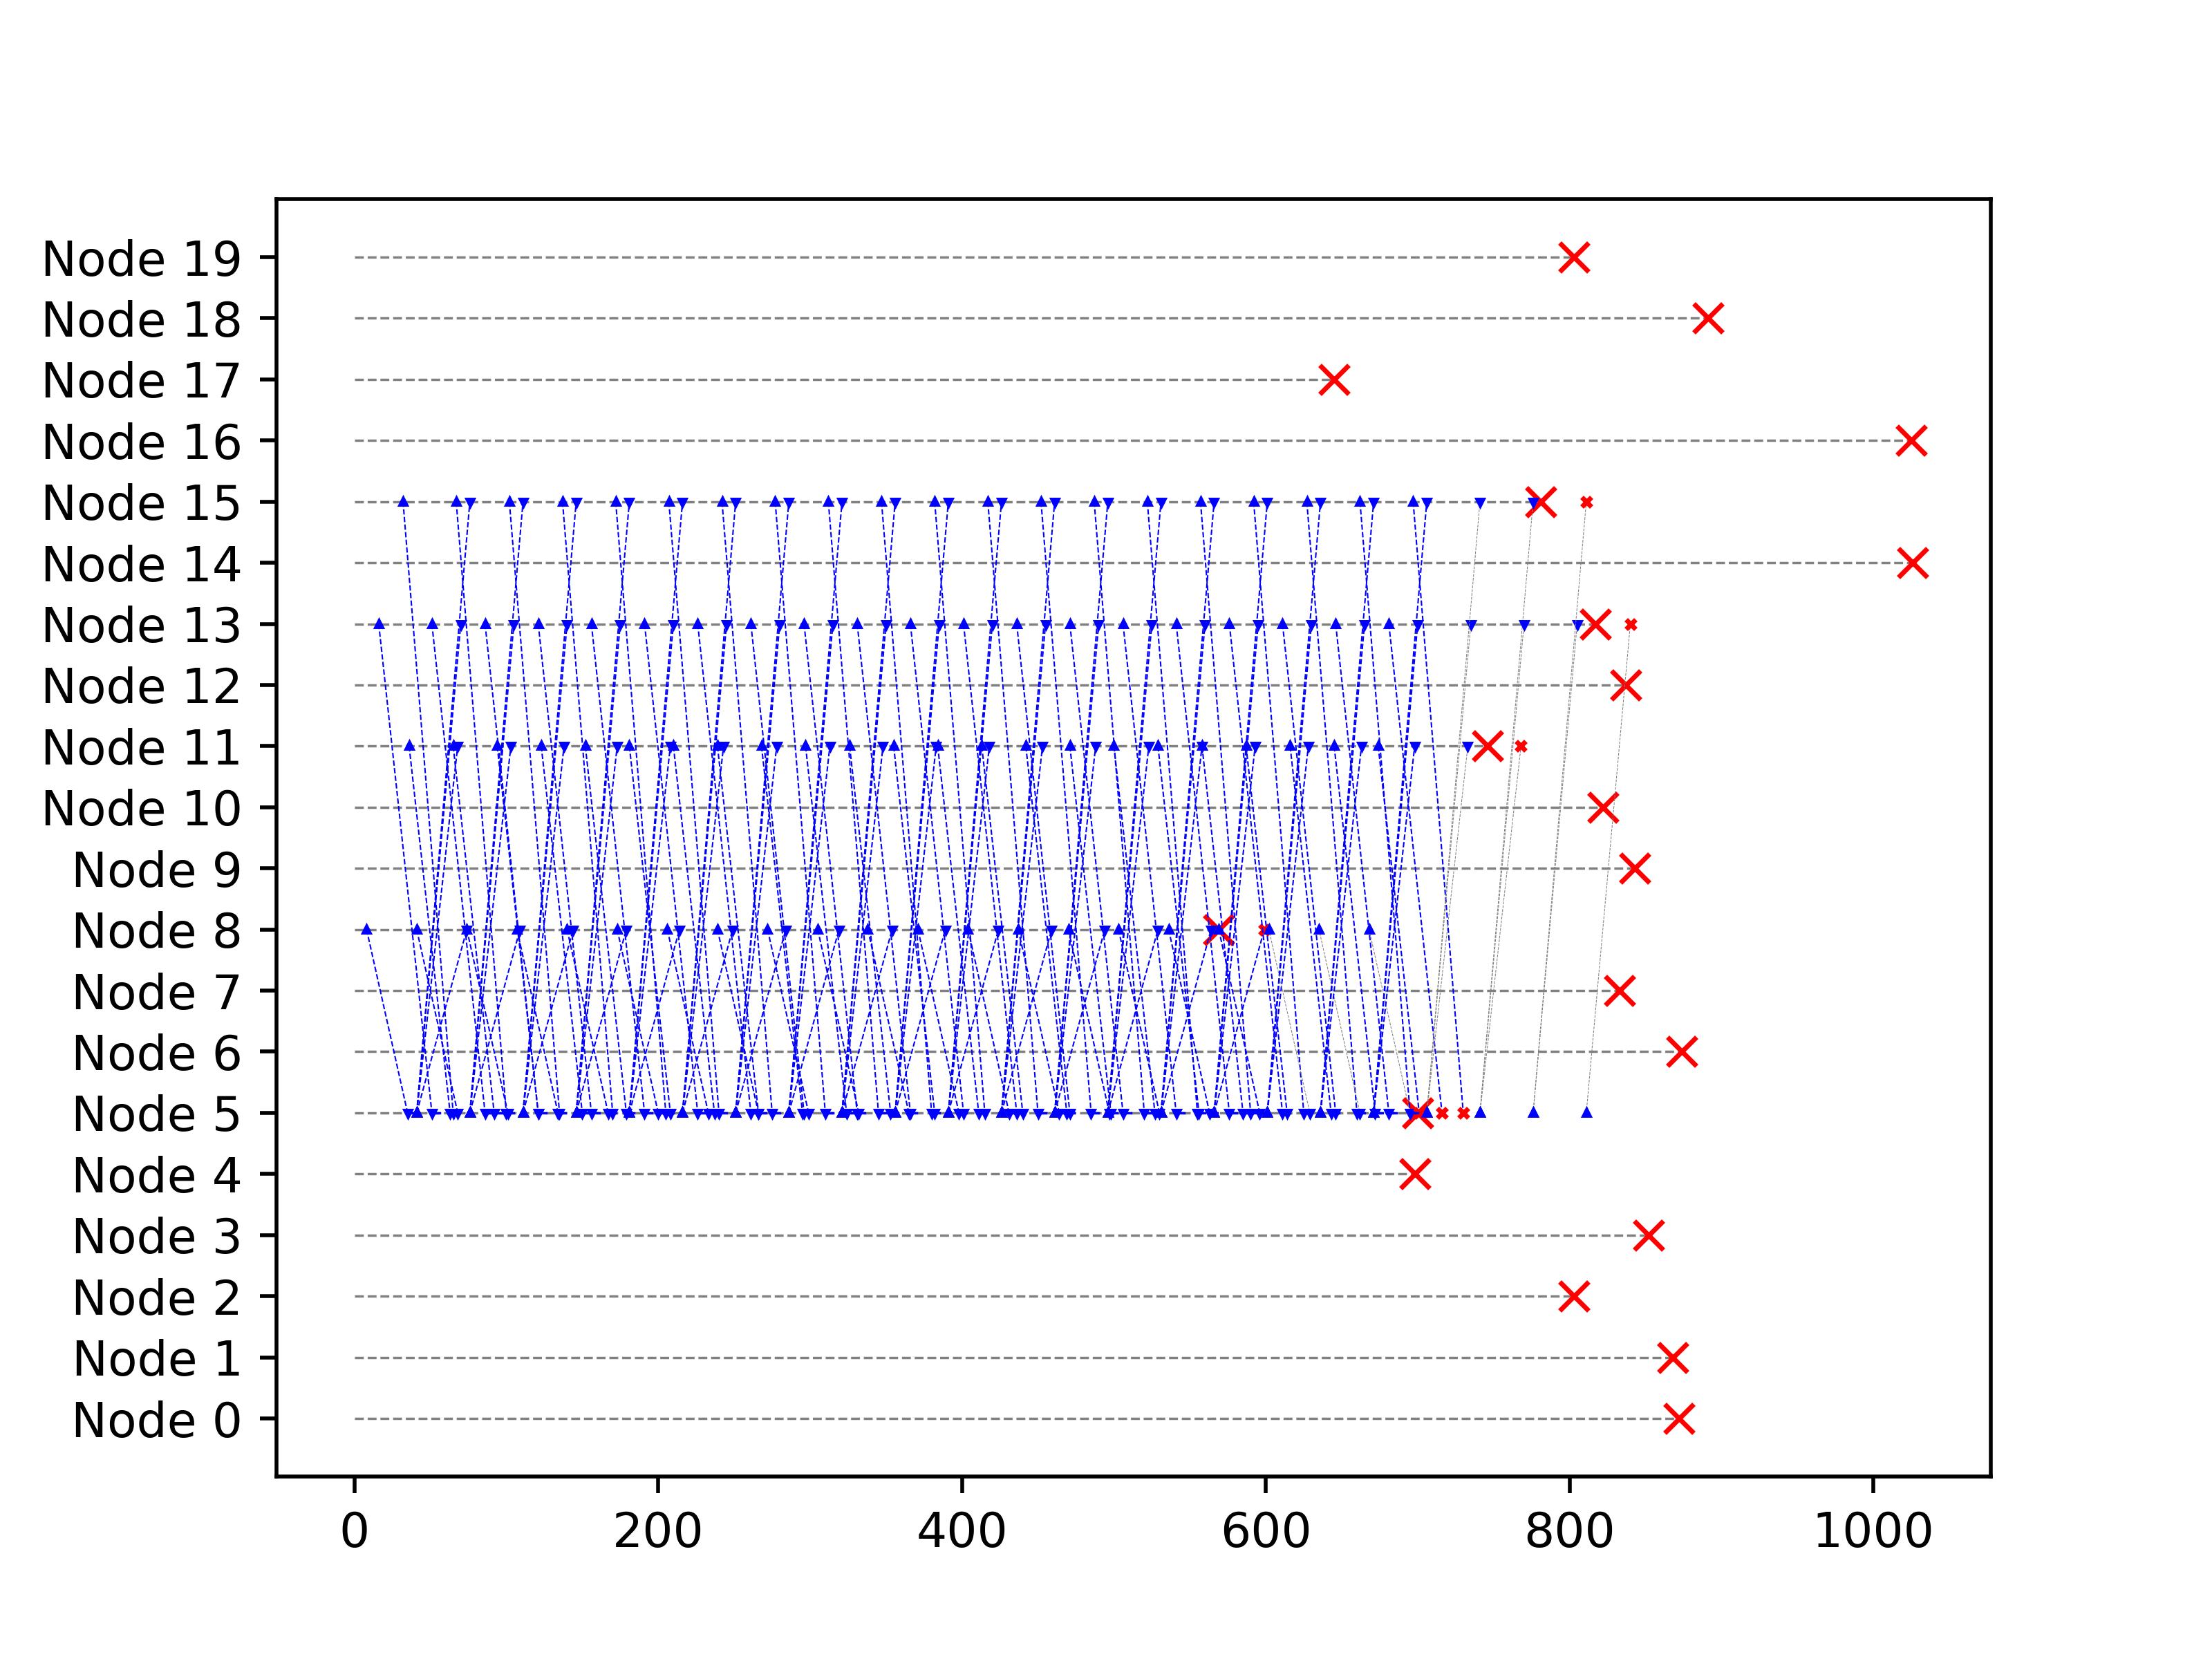 Node 19
Node 18
Node 17
Node 16
Node 15
Node 14
Node 13
Node 12
Node 11
Node 10
Node 9
Node 8
Node 7
Node 6
Node 5
Node 4
Node 3
Node 2
Node 1
Node 0
0 200 400 600 800 1000